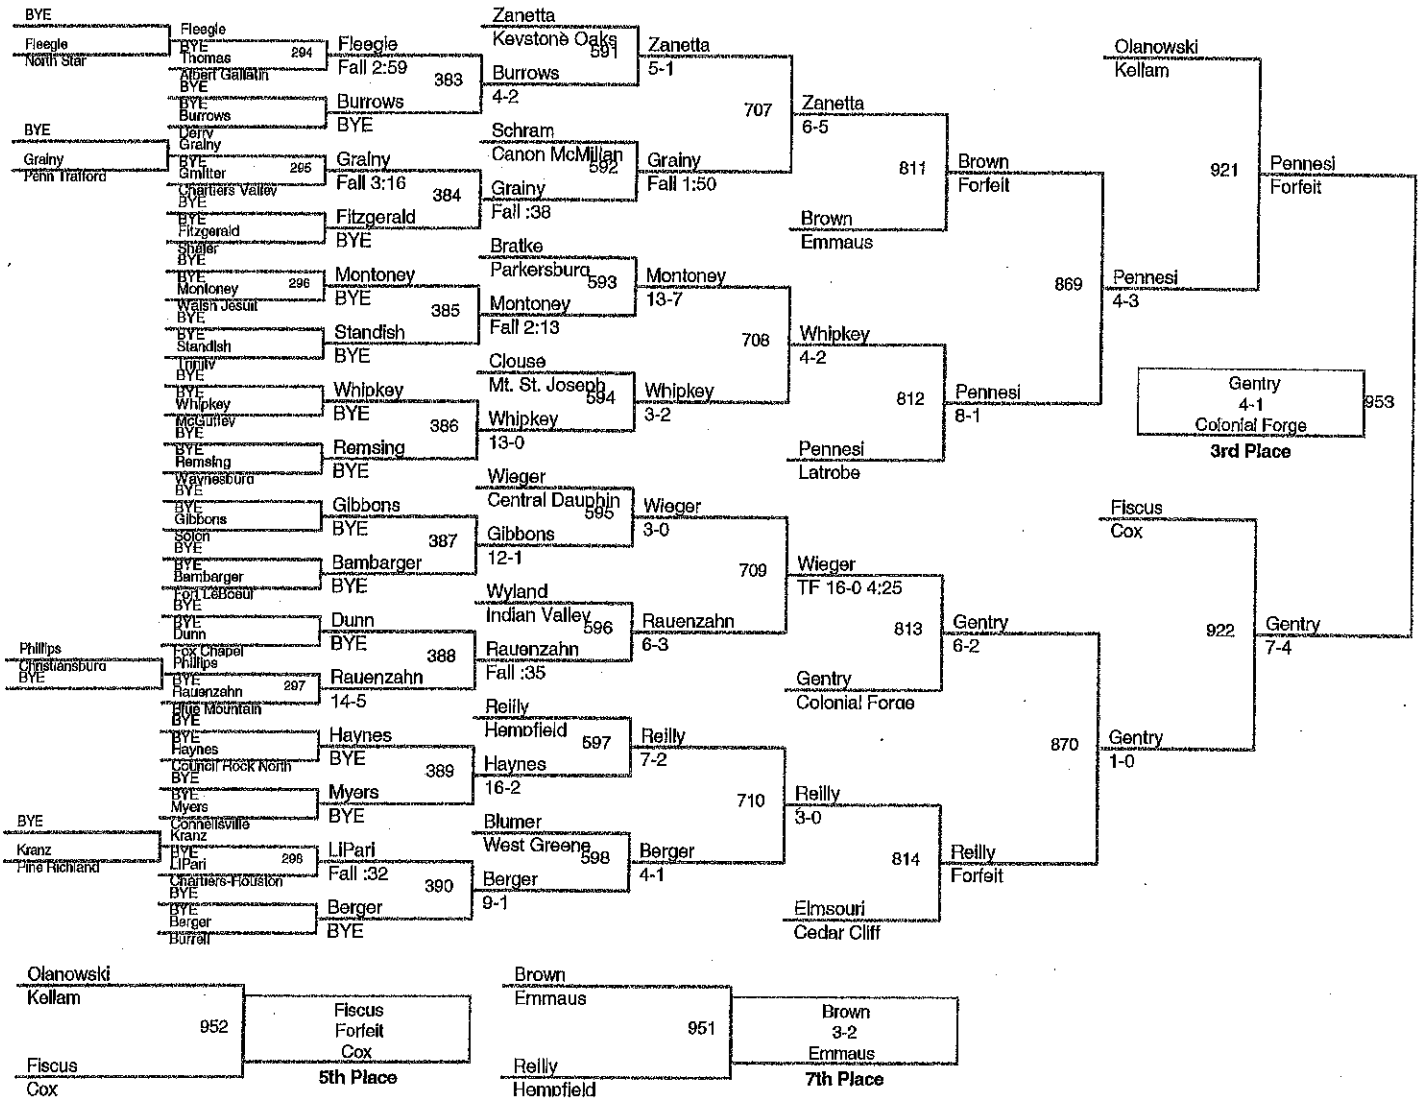 BYE
Fleegle
North Star
BYE
Grainy
Penn Trafford
Phillips
Christiansburg
BYE
BYE
Kranz
Pine Richland
Fleegle
BYE
Thomas
294
Albert Gallatin
BYE
BYE
Burrows
Derry
Grainy
BYE
Gmitter
295
Chartiers Valley
BYE
BYE
Fitzgerald
Shaler
BYE
BYE
Montoney
296
Walsh Jesuit
BYE
BYE
Standish
Trinity
BYE
BYE
Whipkey
McGuffey
BYE
BYE
Remsing
Waynesburg
BYE
BYE
Gibbons
Solon
BYE
BYE
Bambarger
Fort LeBoeuf
BYE
BYE
Dunn
Fox Chapel
Phillips
BYE
Rauenzahn
297
Blue Mountain
BYE
BYE
Haynes
Council Rock North
BYE
BYE
Myers
Connellsville
Kranz
BYE
LiPari
298
Chartiers-Houston
BYE
BYE
Berger
Burrell
Fleegle
Fall 2:59
383
Burrows
BYE
Grainy
Fall 3:16
384
Fitzgerald
BYE
Montoney
BYE
385
Standish
BYE
Whipkey
BYE
386
Remsing
BYE
Gibbons
BYE
387
Bambarger
BYE
Dunn
BYE
388
Rauenzahn
14-5
Haynes
BYE
389
Myers
BYE
LiPari
Fall :32
390
Berger
BYE
Zanetta
Keystone Oaks
591
Burrows
4-2
Schram
Canon McMillan
592
Grainy
Fall :38
Bratke
Parkersburg
593
Montoney
Fall 2:13
Clouse
Mt. St. Joseph
594
Whipkey
13-0
Wieger
Central Dauphin
595
Gibbons
12-1
Wyland
Indian Valley
596
Rauenzahn
Fall :35
Reilly
Hempfield
597
Haynes
16-2
Blumer
West Greene
598
Berger
9-1
Zanetta
5-1
707
Grainy
Fall 1:50
Montoney
13-7
708
Whipkey
3-2
Wieger
3-0
709
Rauenzahn
6-3
Reilly
7-2
710
Berger
4-1
Zanetta
6-5
811
Brown
Emmaus
Whipkey
4-2
812
Pennesi
Latrobe
Wieger
TF 16-0 4:25
813
Gentry
Colonial Forge
Reilly
3-0
814
Elmsouri
Cedar Cliff
Brown
Forfeit
869
Pennesi
8-1
Gentry
6-2
870
Reilly
Forfeit
Olanowski
Kellam
921
Pennesi
4-3
Fiscus
Cox
922
Gentry
1-0
Pennesi
Forfeit
Gentry
7-4
Gentry
4-1
Colonial Forge
953
3rd Place
Olanowski
Kellam
952
Fiscus
Cox
Fiscus
Forfeit
Cox
5th Place
Brown
Emmaus
951
Reilly
Hempfield
Brown
3-2
Emmaus
7th Place